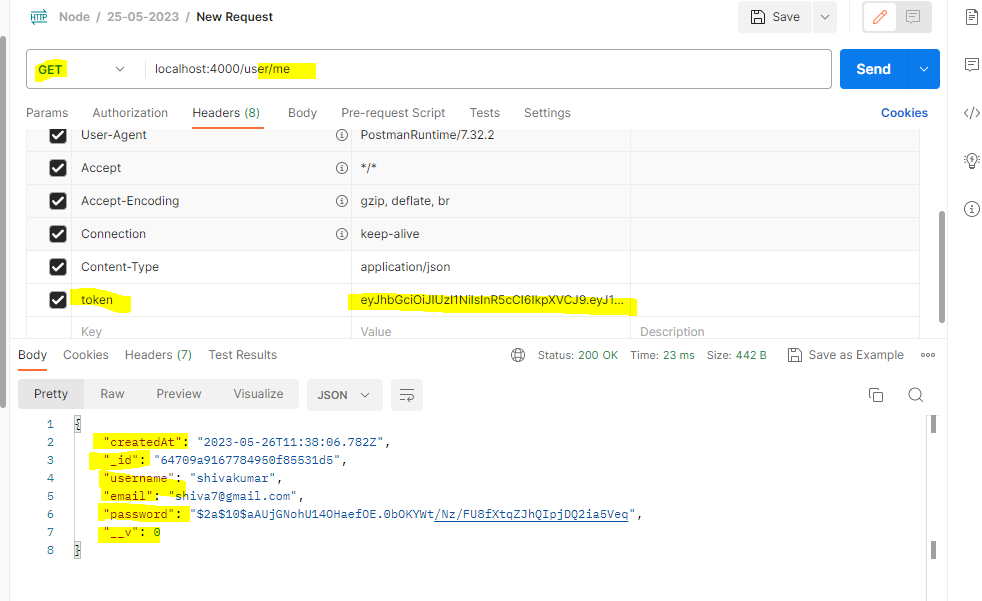 HTTP Node / 25-05-2023 / New Request Save
GET localhost:4000/user/me Send
Params Authorization Headers (8) Body Pre-request Script Tests Settings Cookies
User-Agent PostmanRuntime/7.32.2
Accept */*
Accept-Encoding gzip, deflate, br
Connection keep-alive
Content-Type application/json
token eyJhbGciOiJIUzI1NiIsInR5cCI6IkpXVCJ9.eyJ1...
Key Value Description
Body Cookies Headers (7) Test Results Status: 200 OK Time: 23 ms Size: 442 B Save as Example
Pretty Raw Preview Visualize JSON
1 {
2 "createdAt": "2023-05-26T11:38:06.782Z",
3 "_id": "64709a9167784950f85531d5",
4 "username": "shivakumar",
5 "email": "shiva7@gmail.com",
6 "password": "$2a$10$aAUjGNohU14OHaefOE.0bOKYWt/Nz/FU8fXtqZJhQIpjDQ2ia5Veq",
7 "__v": 0
8 }